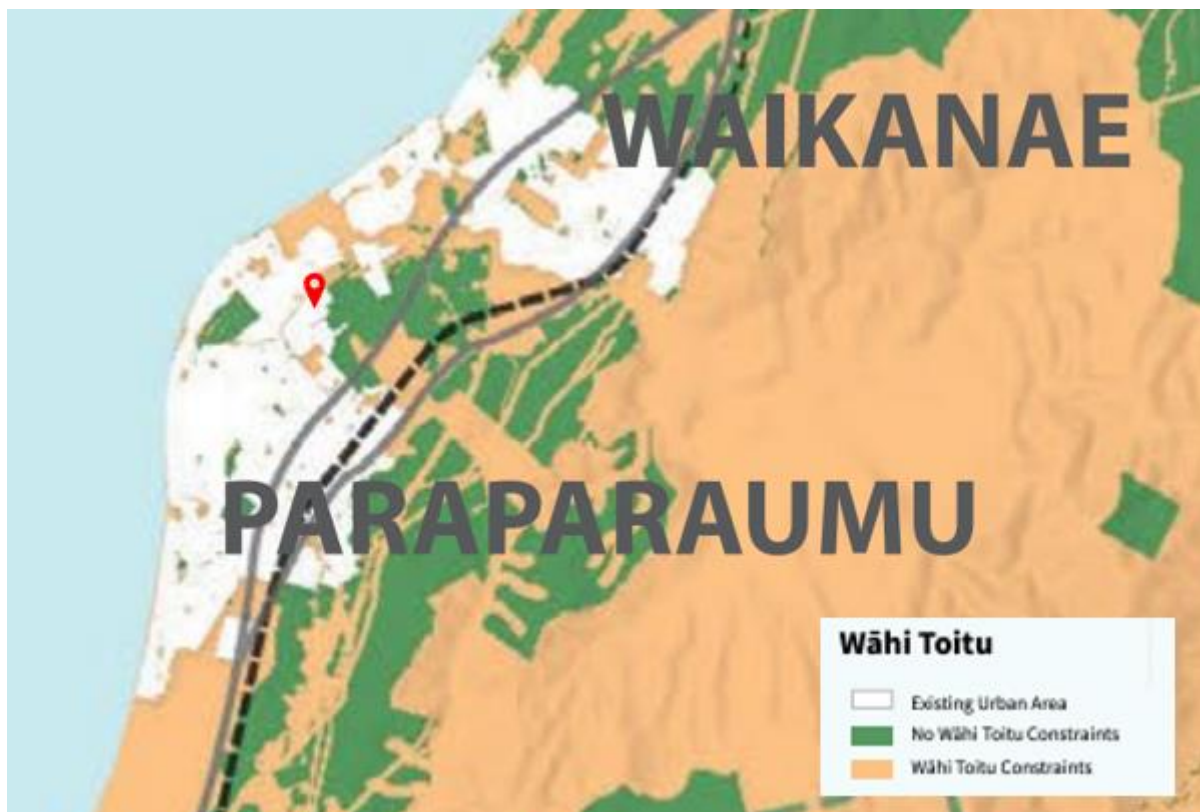 WAIKANAE
PARAPARAUMU
Wāhi Toitu
Existing Urban Area
No Wāhi Toitu Constraints
Wāhi Toitu Constraints